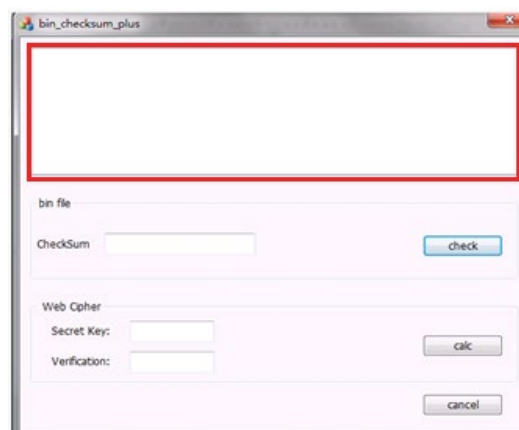 bin_checksum_plus
bin file
CheckSum
check
Web Cipher
Secret Key:
calc
Verification:
cancel